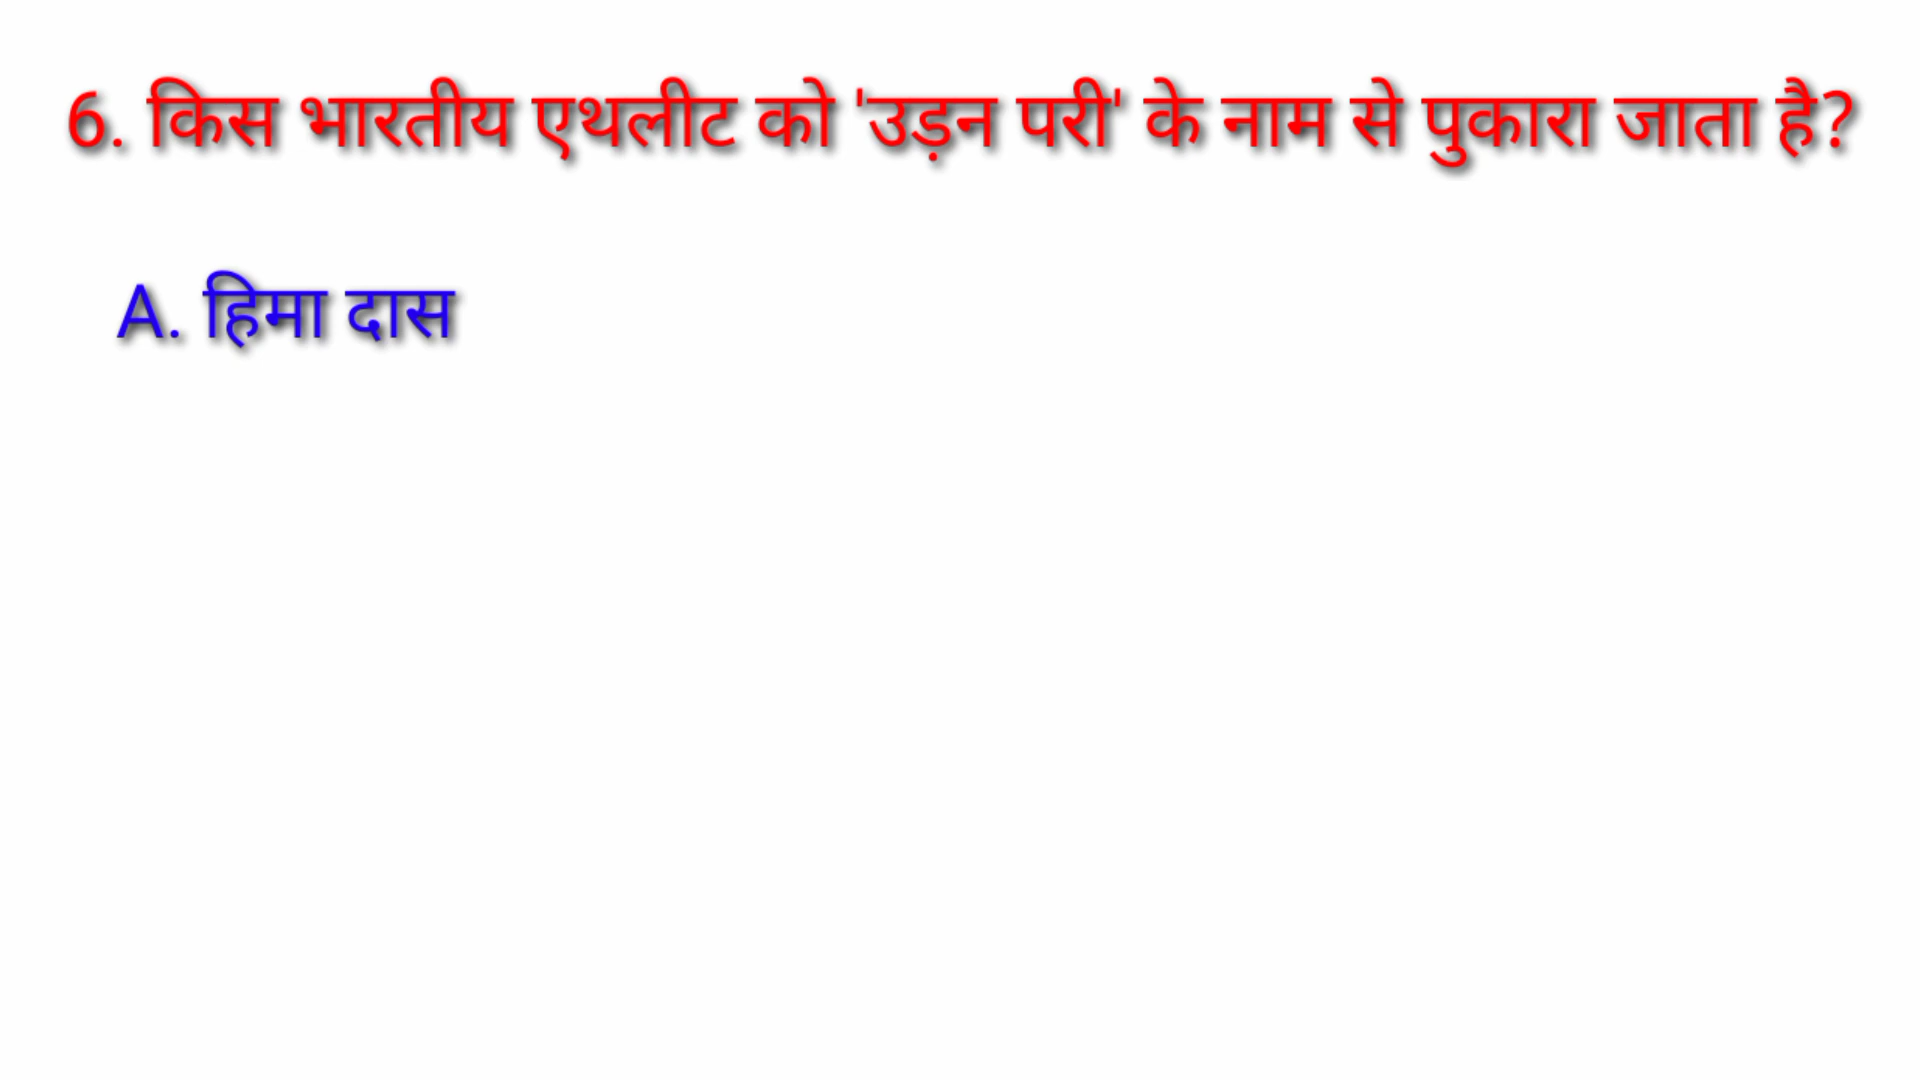 6. किस भारतीय एथलीट को 'उड़न परी' के नाम से पुकारा जाता है?
A. हिमा दास